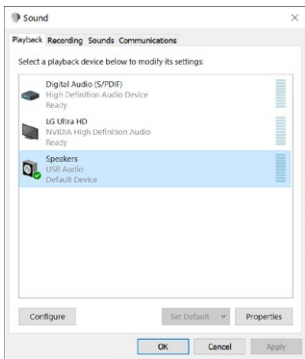 Sound
Playback Recording Sounds Communications
Select a playback device below to modify its settings:
Digital Audio (S/PDIF)
High Definition Audio Device
Ready
LG Ultra HD
NVIDIA High Definition Audio
Ready
Speakers
USB Audio
Default Device
Configure Set Default Properties
OK Cancel Apply